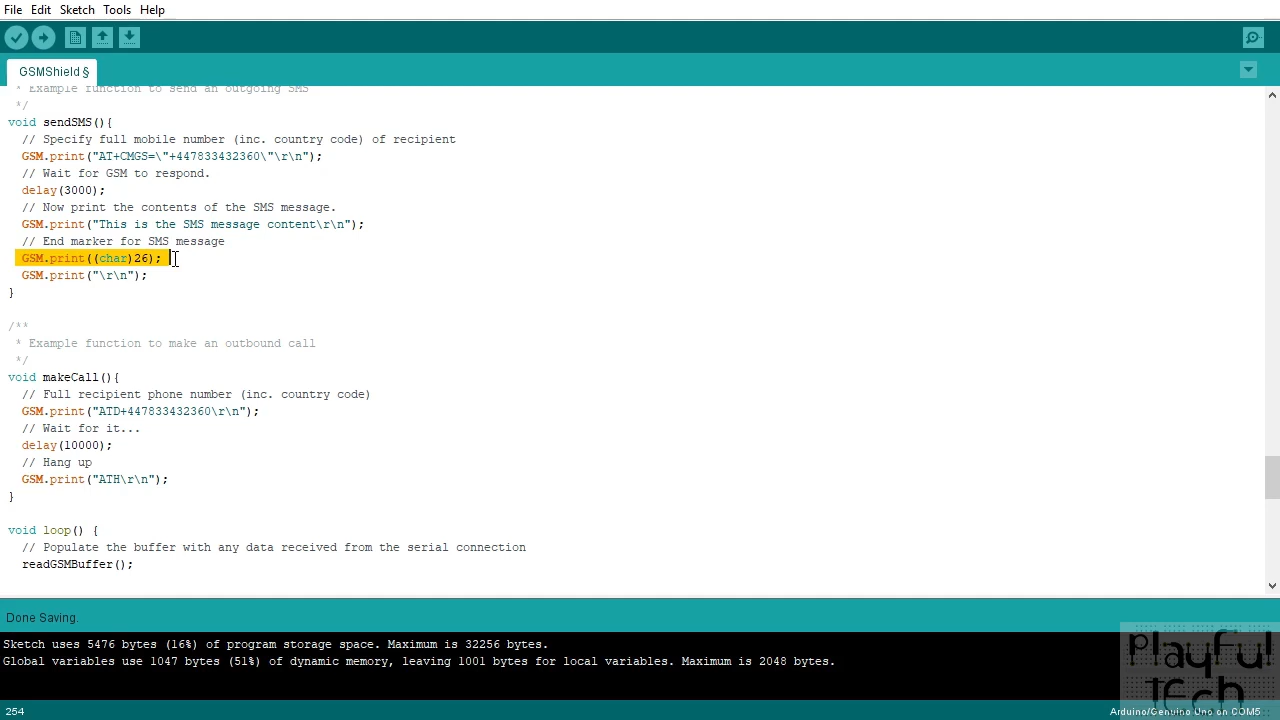 File Edit Sketch Tools Help
GSMShield §
* Example function to send an outgoing SMS
*/
void sendSMS(){
// Specify full mobile number (inc. country code) of recipient
GSM.print("AT+CMGS=\"+447833432360\"\r\n");
// Wait for GSM to respond.
delay(3000);
// Now print the contents of the SMS message.
GSM.print("This is the SMS message content\r\n");
// End marker for SMS message
GSM.print((char)26);
GSM.print("\r\n");
}
/**
* Example function to make an outbound call
*/
void makeCall(){
// Full recipient phone number (inc. country code)
GSM.print("ATD+447833432360\r\n");
// Wait for it...
delay(10000);
// Hang up
GSM.print("ATH\r\n");
}
void loop() {
// Populate the buffer with any data received from the serial connection
readGSMBuffer();
Done Saving.
Sketch uses 5476 bytes (16%) of program storage space. Maximum is 32256 bytes.
Global variables use 1047 bytes (51%) of dynamic memory, leaving 1001 bytes for local variables. Maximum is 2048 bytes.
Playful
Tech
254
Arduino/Genuino Uno on COM5